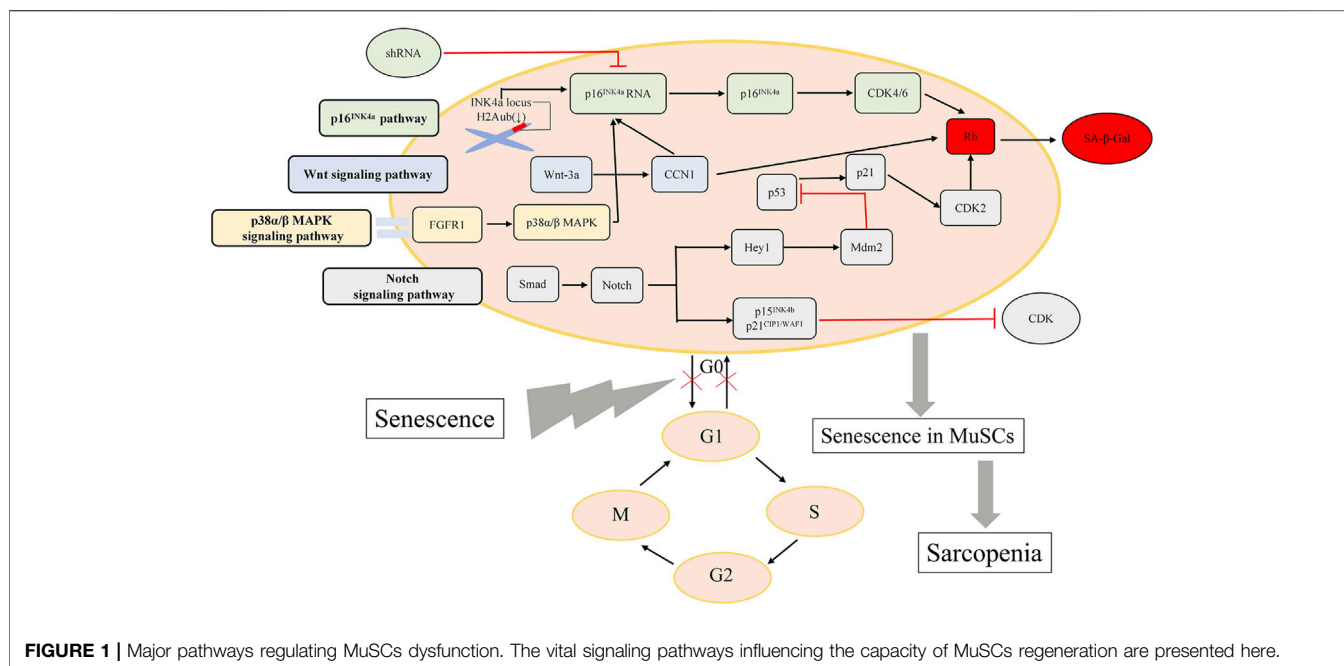 shRNA
p16INK4a RNA
p16INK4a
CDK4/6
INK4a locus
H2Aub(↓)
p16INK4a pathway
Rb
SA-β-Gal
Wnt signaling pathway
Wnt-3a
CCN1
p53
p21
CDK2
p38α/β MAPK
signaling pathway
FGFR1
p38α/β MAPK
Hey1
Mdm2
Notch
signaling pathway
Smad
Notch
p15INK4b
p21CIP1/WAF1
CDK
G0
Senescence
G1
Senescence in MuSCs
M
S
Sarcopenia
G2
FIGURE 1 | Major pathways regulating MuSCs dysfunction. The vital signaling pathways influencing the capacity of MuSCs regeneration are presented here.